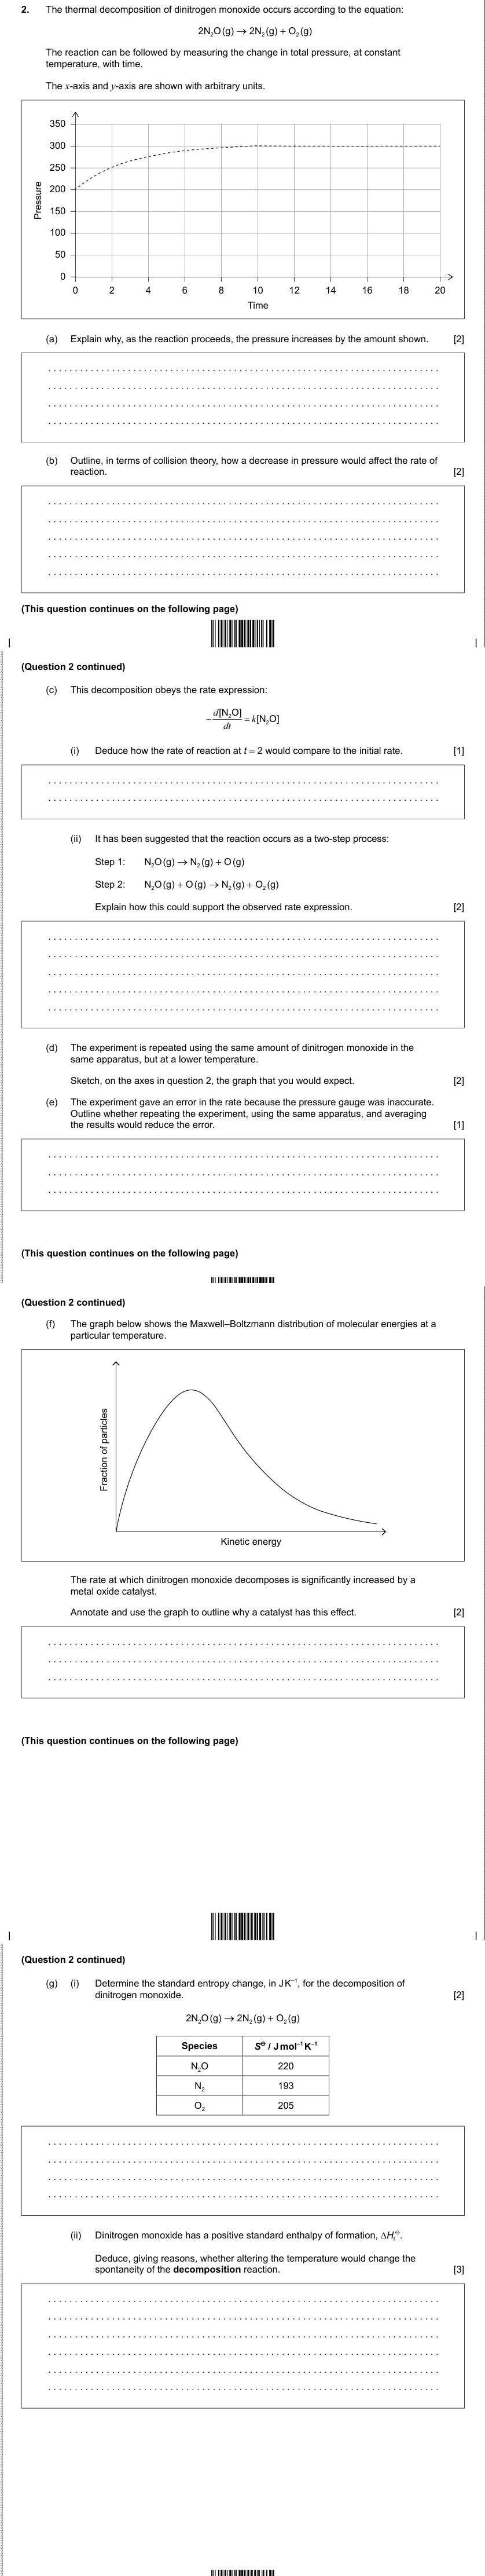 2. The thermal decomposition of dinitrogen monoxide occurs according to the equation:
2N₂O(g) → 2N₂(g) + O₂(g)
The reaction can be followed by measuring the change in total pressure, at constant
temperature, with time.
The x-axis and y-axis are shown with arbitrary units.
350
300
250
200
150
100
50
0
Pressure
0 2 4 6 8 10 12 14 16 18 20
Time
(a) Explain why, as the reaction proceeds, the pressure increases by the amount shown. [2]
(b) Outline, in terms of collision theory, how a decrease in pressure would affect the rate of
reaction. [2]
(This question continues on the following page)
(Question 2 continued)
(c) This decomposition obeys the rate expression:
−d[N₂O]/dt = k[N₂O]
(i) Deduce how the rate of reaction at t = 2 would compare to the initial rate. [1]
(ii) It has been suggested that the reaction occurs as a two-step process:
Step 1: N₂O(g) → N₂(g) + O(g)
Step 2: N₂O(g) + O(g) → N₂(g) + O₂(g)
Explain how this could support the observed rate expression. [2]
(d) The experiment is repeated using the same amount of dinitrogen monoxide in the
same apparatus, but at a lower temperature.
Sketch, on the axes in question 2, the graph that you would expect. [2]
(e) The experiment gave an error in the rate because the pressure gauge was inaccurate.
Outline whether repeating the experiment, using the same apparatus, and averaging
the results would reduce the error. [1]
(This question continues on the following page)
(Question 2 continued)
(f) The graph below shows the Maxwell–Boltzmann distribution of molecular energies at a
particular temperature.
Fraction of particles
Kinetic energy
The rate at which dinitrogen monoxide decomposes is significantly increased by a
metal oxide catalyst.
Annotate and use the graph to outline why a catalyst has this effect. [2]
(This question continues on the following page)
(Question 2 continued)
(g) (i) Determine the standard entropy change, in J K⁻¹, for the decomposition of
dinitrogen monoxide. [2]
2N₂O(g) → 2N₂(g) + O₂(g)
Species S⦵ / J mol⁻¹ K⁻¹
N₂O 220
N₂ 193
O₂ 205
(ii) Dinitrogen monoxide has a positive standard enthalpy of formation, ΔHf⦵.
Deduce, giving reasons, whether altering the temperature would change the
spontaneity of the decomposition reaction. [3]